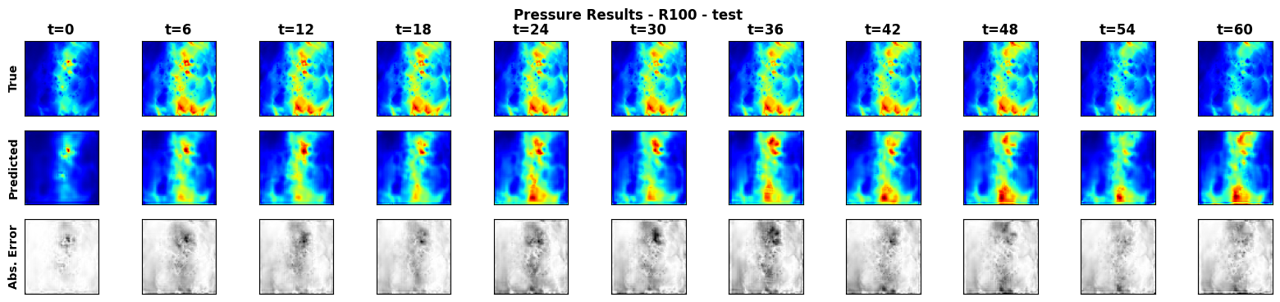 Pressure Results - R100 - test
t=0 t=6 t=12 t=18 t=24 t=30 t=36 t=42 t=48 t=54 t=60
True
Predicted
Abs. Error